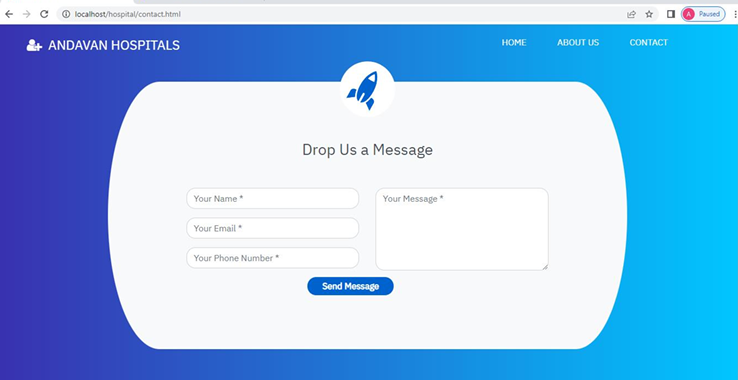 localhost/hospital/contact.html
A
Paused
ANDAVAN HOSPITALS
HOME
ABOUT US
CONTACT
Drop Us a Message
Your Name *
Your Message *
Your Email *
Your Phone Number *
Send Message